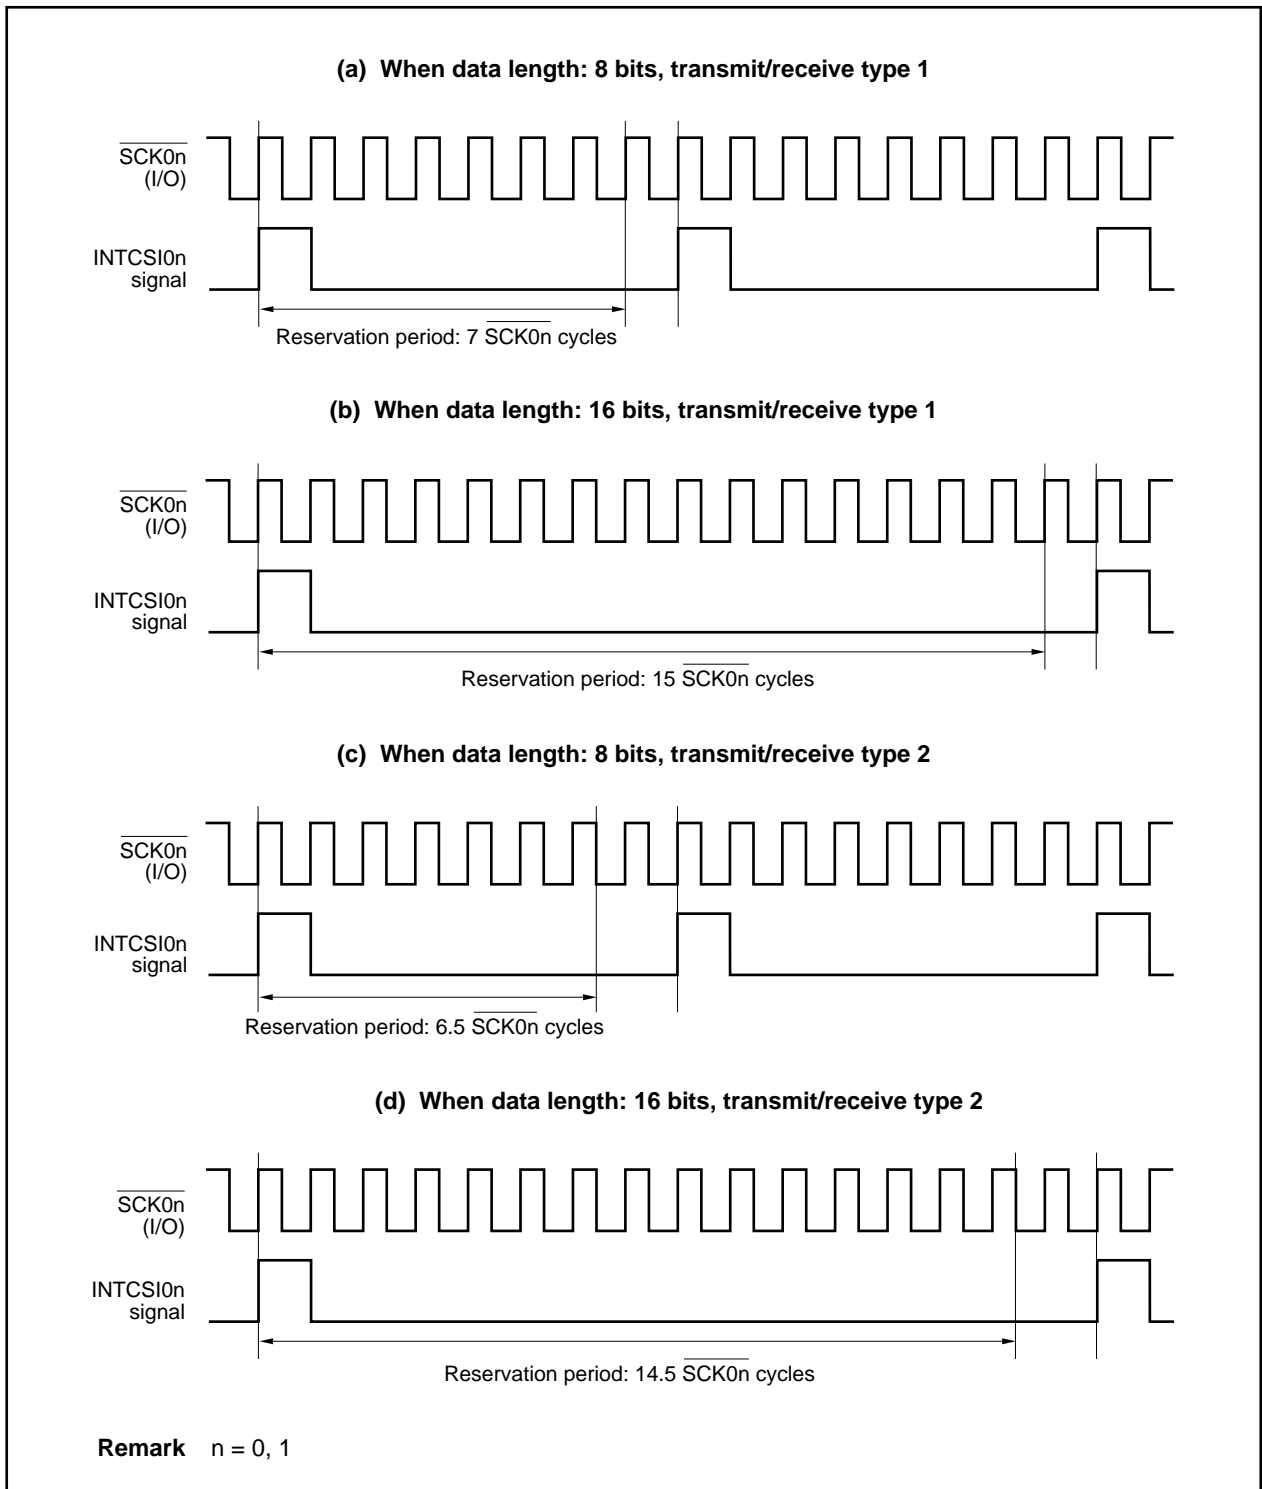 (a) When data length: 8 bits, transmit/receive type 1
SCK0n
(I/O)
INTCSI0n
signal
Reservation period: 7 SCK0n cycles
(b) When data length: 16 bits, transmit/receive type 1
SCK0n
(I/O)
INTCSI0n
signal
Reservation period: 15 SCK0n cycles
(c) When data length: 8 bits, transmit/receive type 2
SCK0n
(I/O)
INTCSI0n
signal
Reservation period: 6.5 SCK0n cycles
(d) When data length: 16 bits, transmit/receive type 2
SCK0n
(I/O)
INTCSI0n
signal
Reservation period: 14.5 SCK0n cycles
Remark n = 0, 1